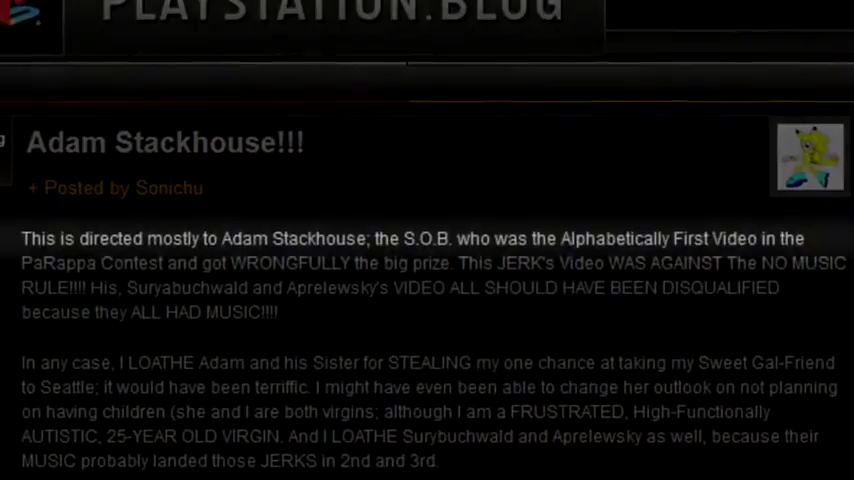 PLAYSTATION.BLOG
g
Adam Stackhouse!!!
+ Posted by Sonichu
This is directed mostly to Adam Stackhouse; the S.O.B. who was the Alphabetically First Video in the
PaRappa Contest and got WRONGFULLY the big prize. This JERK's Video WAS AGAINST The NO MUSIC
RULE!!!! His, Suryabuchwald and Aprelewsky's VIDEO ALL SHOULD HAVE BEEN DISQUALIFIED
because they ALL HAD MUSIC!!!!
In any case, I LOATHE Adam and his Sister for STEALING my one chance at taking my Sweet Gal-Friend
to Seattle; it would have been terriffic. I might have even been able to change her outlook on not planning
on having children (she and I are both virgins; although I am a FRUSTRATED, High-Functionally
AUTISTIC, 25-YEAR OLD VIRGIN. And I LOATHE Surybuchwald and Aprelewsky as well, because their
MUSIC probably landed those JERKS in 2nd and 3rd.